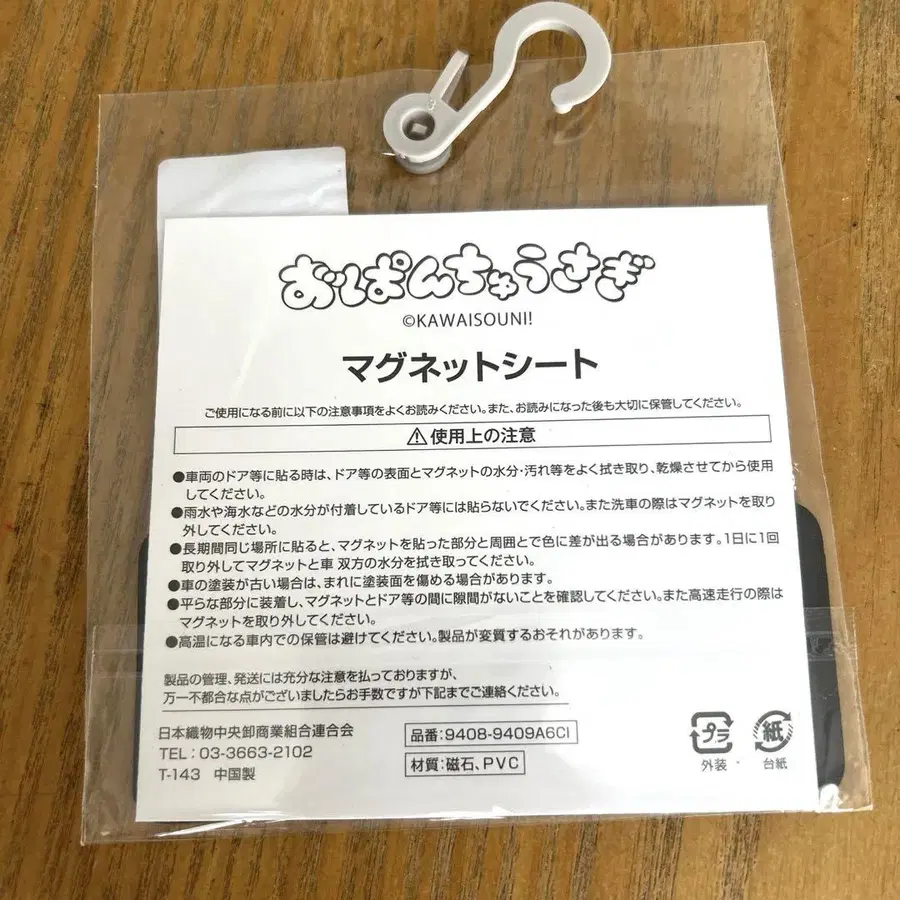 おぱんちゅうさぎ
©KAWAISOUNI!
マグネットシート
ご使用になる前に以下の注意事項をよくお読みください。また、お読みになった後も大切に保管してください。
⚠使用上の注意
●車両のドア等に貼る時は、ドア等の表面とマグネットの水分・汚れ等をよく拭き取り、乾燥させてから使用
してください。
●雨水や海水などの水分が付着しているドア等には貼らないでください。また洗車の際はマグネットを取り
外してください。
●長期間同じ場所に貼ると、マグネットを貼った部分と周囲とで色に差が出る場合があります。1日に1回
取り外してマグネットと車 双方の水分を拭き取ってください。
●車の塗装が古い場合は、まれに塗装面を傷める場合があります。
●平らな部分に装着し、マグネットとドア等の間に隙間がないことを確認してください。また高速走行の際は
マグネットを取り外してください。
●高温になる車内での保管は避けてください。製品が変質するおそれがあります。
製品の管理、発送には充分な注意を払っておりますが、
万一不都合な点がございましたらお手数ですが下記までご連絡ください。
日本織物中央卸商業組合連合会
TEL:03-3663-2102
T-143 中国製
品番:9408-9409A6CI
材質:磁石、PVC
プラ
外装
紙
台紙